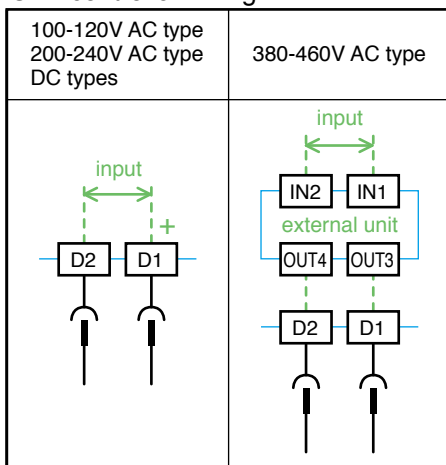 100-120V AC type
200-240V AC type
DC types
380-460V AC type
input
+
D2 D1
input
IN2 IN1
external unit
OUT4 OUT3
D2 D1